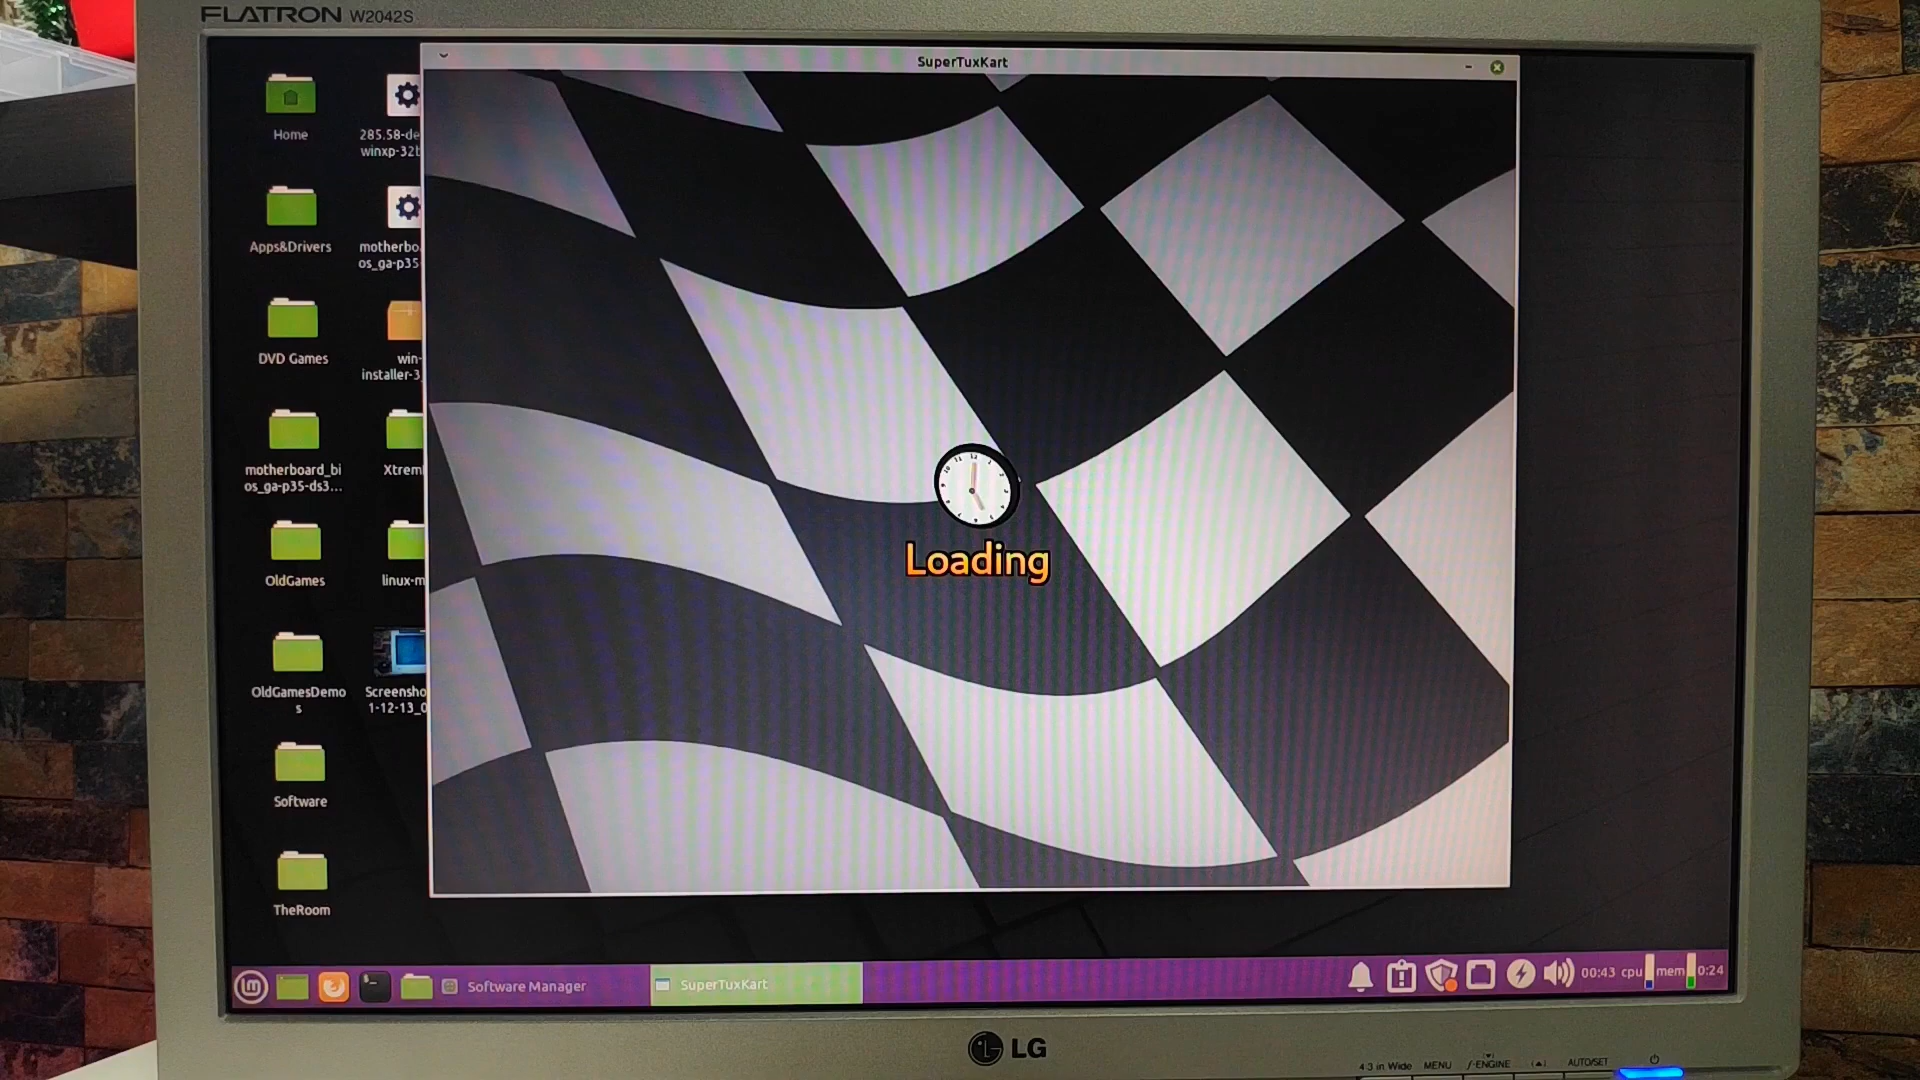 FLATRON W2042S
SuperTuxKart
Home
285.58-de
winxp-32b
Apps&Drivers
motherbo
os_ga-p35
DVD Games
win-
installer-3
motherboard_bi
os_ga-p35-ds3...
Xtrem
OldGames
linux-m
OldGamesDemo
s
Screensho
1-12-13_0
Software
TheRoom
Loading
Software Manager
SuperTuxKart
00:43 cpu
mem
0:24
LG
4:3 in Wide
MENU
f-ENGINE
AUTO/SET